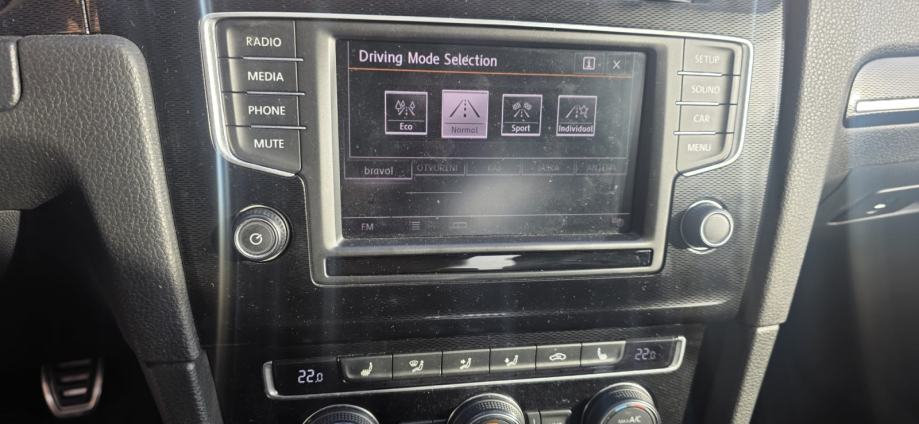 RADIO
MEDIA
PHONE
MUTE
Driving Mode Selection
i X
Eco Normal Sport Individual
bravo! OTVORENI
ANTENA
FM
SETUP
SOUND
CAR
MENU
22.0
22.0
A/C